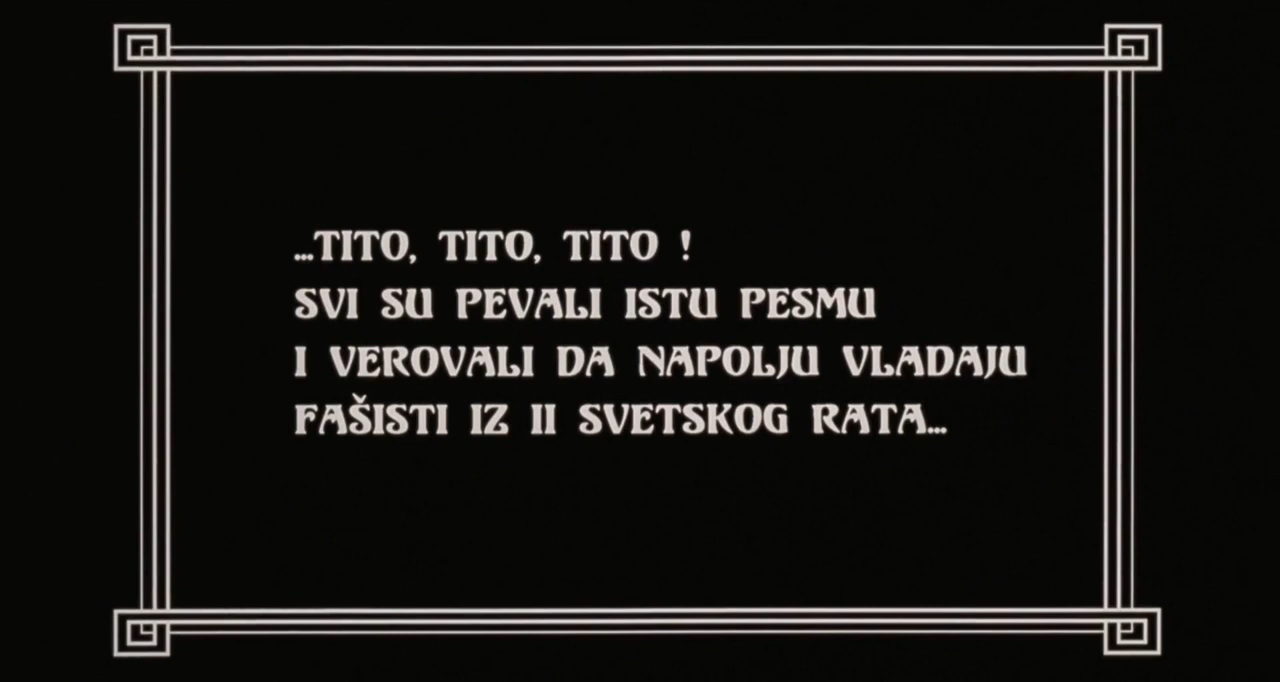 ...TITO, TITO, TITO !
SVI SU PEVALI ISTU PESMU
I VEROVALI DA NAPOLJU VLADAJU
FAŠISTI IZ II SVETSKOG RATA...